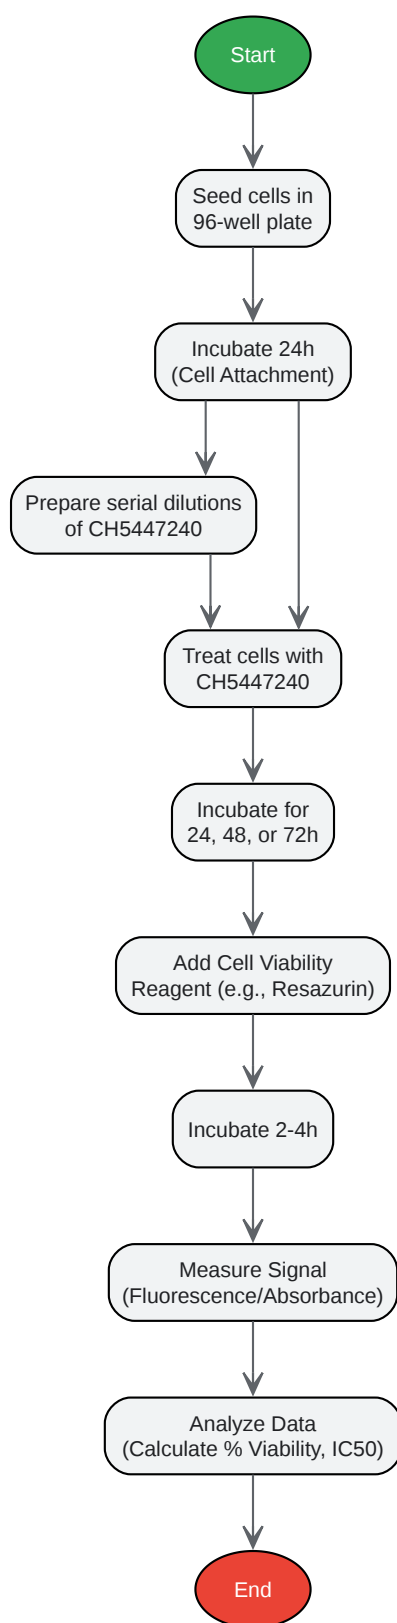 Start
Seed cells in
96-well plate
Incubate 24h
(Cell Attachment)
Prepare serial dilutions
of CH5447240
Treat cells with
CH5447240
Incubate for
24, 48, or 72h
Add Cell Viability
Reagent (e.g., Resazurin)
Incubate 2-4h
Measure Signal
(Fluorescence/Absorbance)
Analyze Data
(Calculate % Viability, IC50)
End